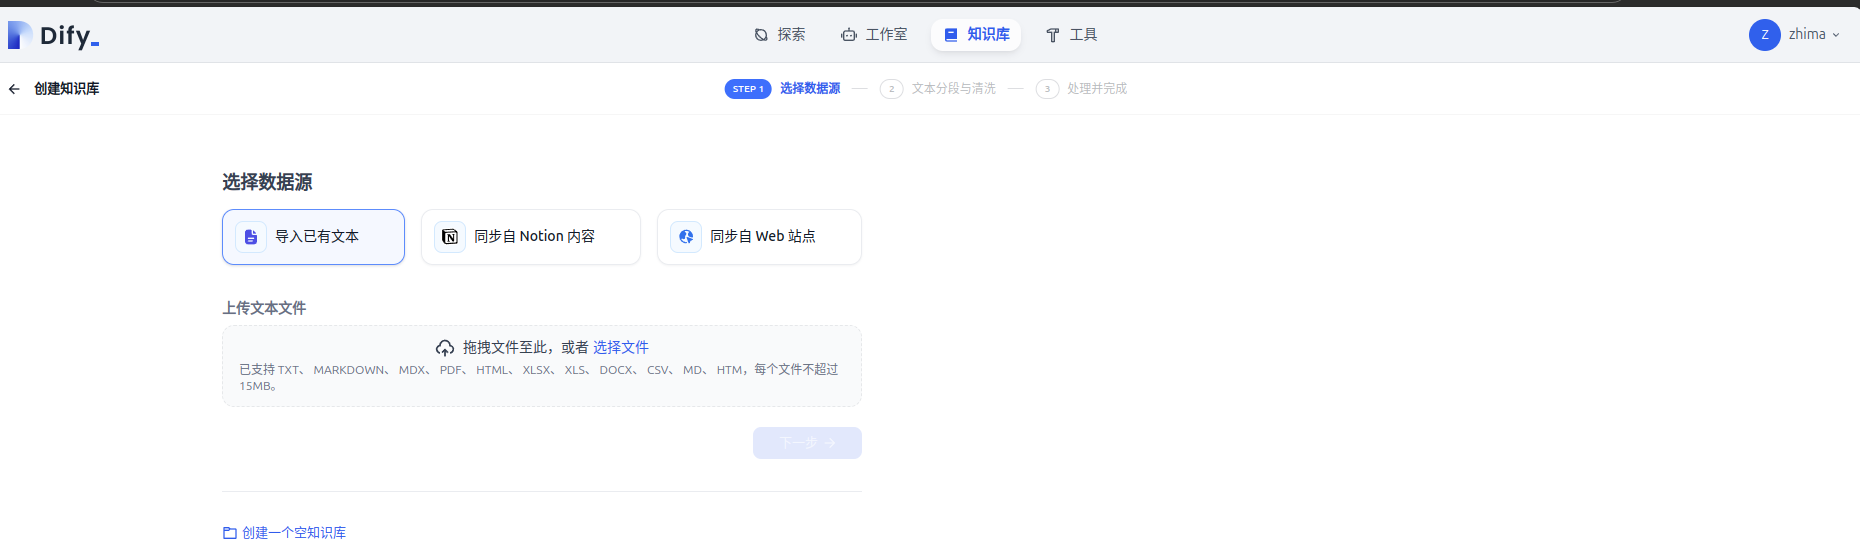 Dify_
探索
工作室
知识库
工具
Z
zhima
创建知识库
STEP 1 选择数据源
2 文本分段与清洗
3 处理并完成
选择数据源
导入已有文本
同步自 Notion 内容
同步自 Web 站点
上传文本文件
拖拽文件至此，或者 选择文件
已支持 TXT、 MARKDOWN、 MDX、 PDF、 HTML、 XLSX、 XLS、 DOCX、 CSV、 MD、 HTM，每个文件不超过
15MB。
下一步 →
创建一个空知识库